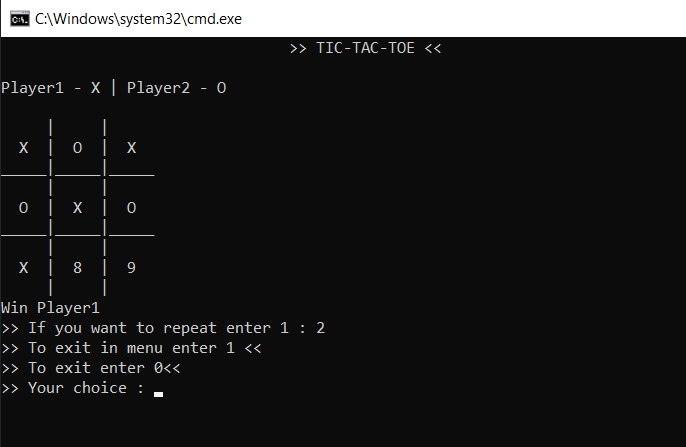 C:\Windows\system32\cmd.exe
>> TIC-TAC-TOE <<
Player1 - X | Player2 - O
X | O | X
O | X | O
X | 8 | 9
Win Player1
>> If you want to repeat enter 1 : 2
>> To exit in menu enter 1 <<
>> To exit enter 0<<
>> Your choice : _